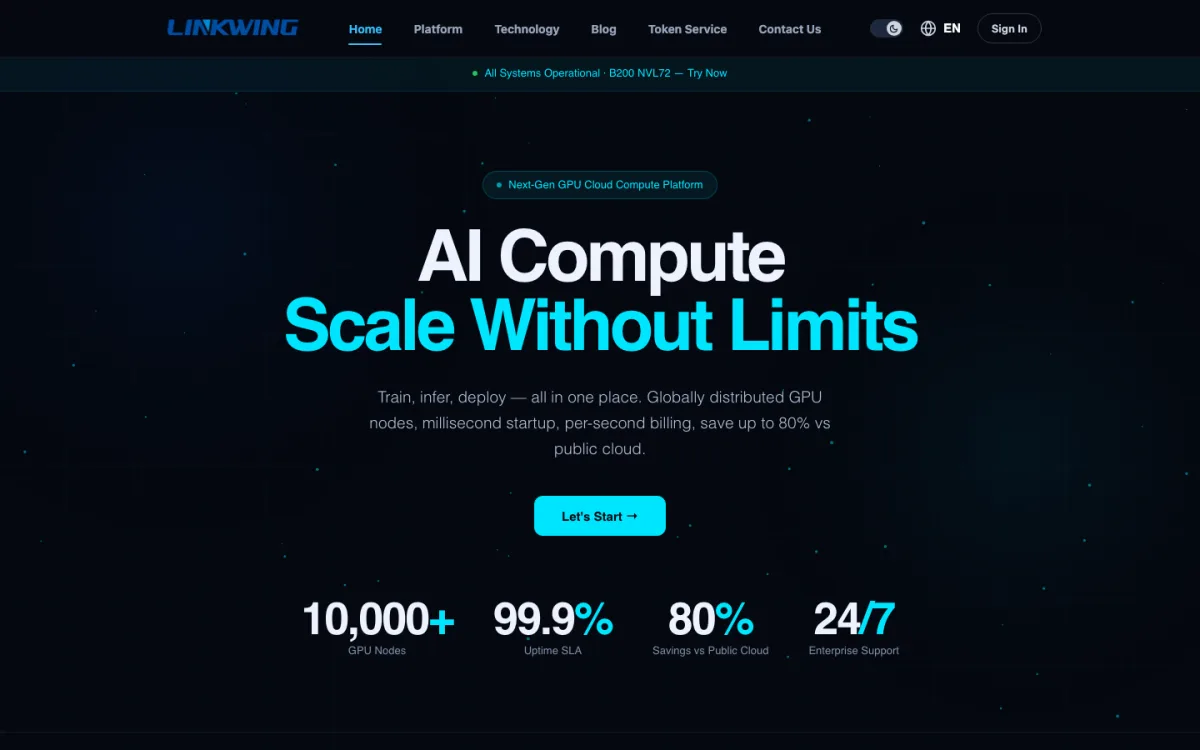 LINKWING
Home
Platform
Technology
Blog
Token Service
Contact Us
EN
Sign In
All Systems Operational · B200 NVL72 — Try Now
Next-Gen GPU Cloud Compute Platform
AI Compute
Scale Without Limits
Train, infer, deploy — all in one place. Globally distributed GPU
nodes, millisecond startup, per-second billing, save up to 80% vs
public cloud.
Let's Start →
10,000+
GPU Nodes
99.9%
Uptime SLA
80%
Savings vs Public Cloud
24/7
Enterprise Support